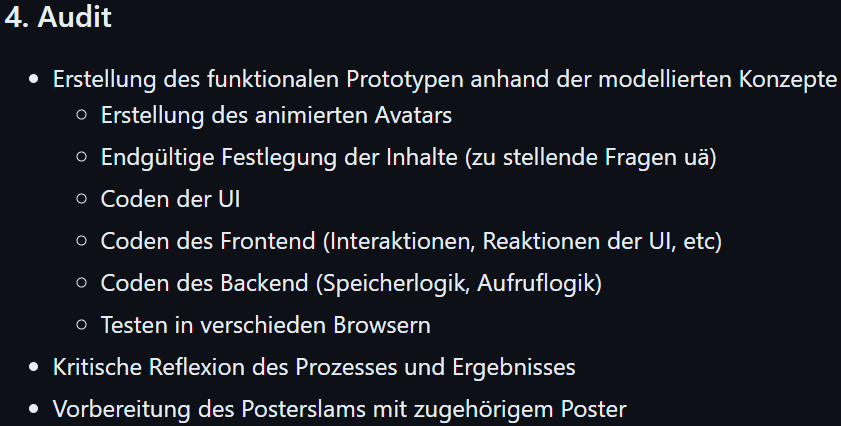 4. Audit
Erstellung des funktionalen Prototypen anhand der modellierten Konzepte
Erstellung des animierten Avatars
Endgültige Festlegung der Inhalte (zu stellende Fragen uä)
Coden der UI
Coden des Frontend (Interaktionen, Reaktionen der UI, etc)
Coden des Backend (Speicherlogik, Aufruflogik)
Testen in verschieden Browsern
Kritische Reflexion des Prozesses und Ergebnisses
Vorbereitung des Posterslams mit zugehörigem Poster